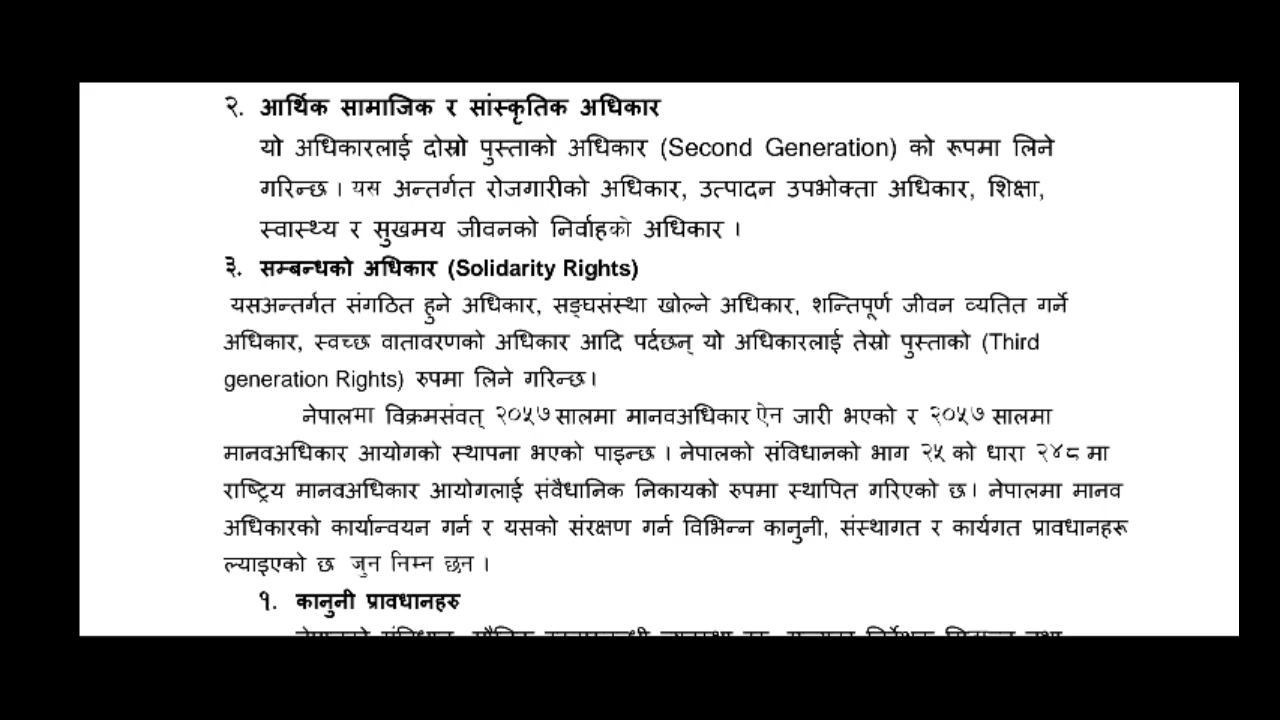 २. आर्थिक सामाजिक र सांस्कृतिक अधिकार
यो अधिकारलाई दोस्रो पुस्ताको अधिकार (Second Generation) को रूपमा लिने
गरिन्छ। यस अन्तर्गत रोजगारीको अधिकार, उत्पादन उपभोक्ता अधिकार, शिक्षा,
स्वास्थ्य र सुखमय जीवनको निर्वाहको अधिकार ।
३. सम्बन्धको अधिकार (Solidarity Rights)
यसअन्तर्गत संगठित हुने अधिकार, सङ्घसंस्था खोल्ने अधिकार, शन्तिपूर्ण जीवन व्यतित गर्ने
अधिकार, स्वच्छ वातावरणको अधिकार आदि पर्दछन् यो अधिकारलाई तेस्रो पुस्ताको (Third
generation Rights) रुपमा लिने गरिन्छ।
नेपालमा विक्रमसंवत् २०५७ सालमा मानवअधिकार ऐन जारी भएको र २०५७ सालमा
मानवअधिकार आयोगको स्थापना भएको पाइन्छ । नेपालको संविधानको भाग २५ को धारा २४८ मा
राष्ट्रिय मानवअधिकार आयोगलाई संवैधानिक निकायको रुपमा स्थापित गरिएको छ। नेपालमा मानव
अधिकारको कार्यान्वयन गर्न र यसको संरक्षण गर्न विभिन्न कानुनी, संस्थागत र कार्यगत प्रावधानहरू
ल्याइएको छ जुन निम्न छन ।
१. कानुनी प्रावधानहरु